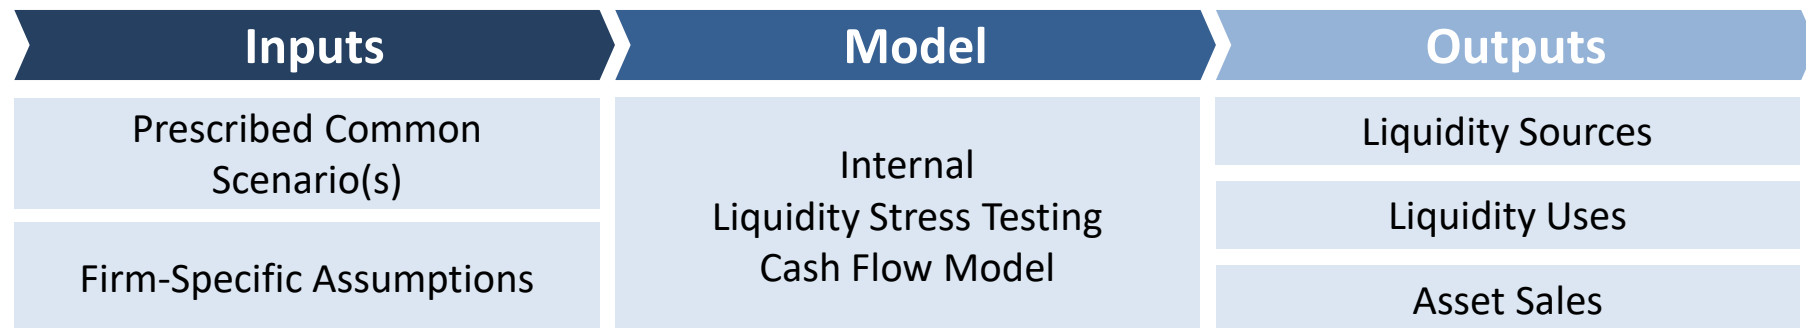 Inputs
Model
Outputs
Prescribed Common
Scenario(s)
Firm-Specific Assumptions
Internal
Liquidity Stress Testing
Cash Flow Model
Liquidity Sources
Liquidity Uses
Asset Sales